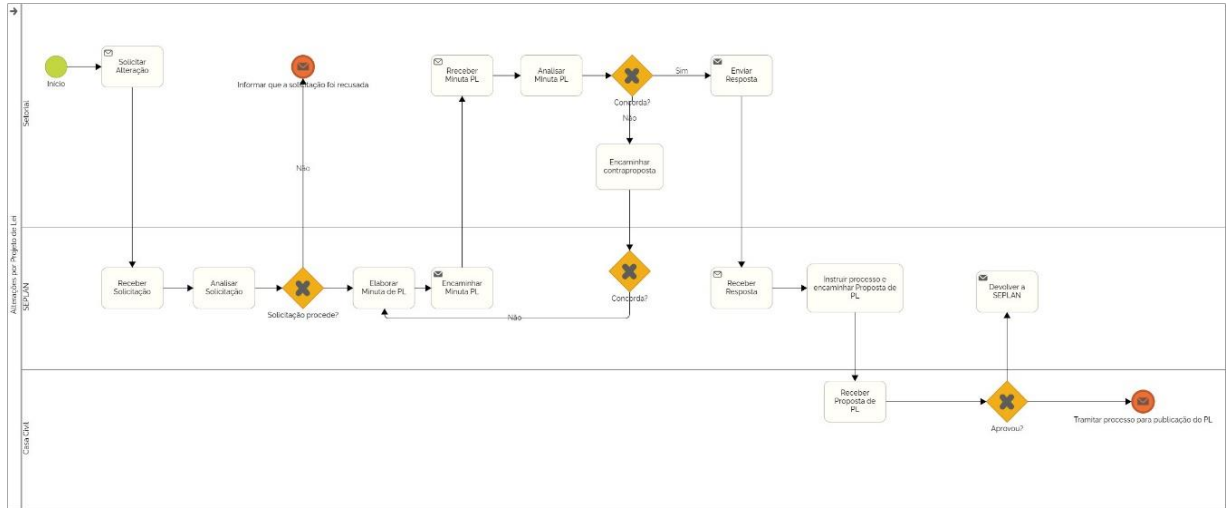 Alterações por Projeto de Lei
Setorial
Início
Solicitar
Alteração
Informar que a solicitação foi recusada
Não
Rreceber
Minuta PL
Analisar
Minuta PL
Concorda?
Sim
Não
Enviar
Resposta
Encaminhar
contraproposta
SEPLAN
Receber
Solicitação
Analisar
Solicitação
Solicitação procede?
Elaborar
Minuta de PL
Encaminhar
Minuta PL
Concorda?
Não
Receber
Resposta
Instruir processo e
encaminhar Proposta de
PL
Devolver a
SEPLAN
Casa Civil
Receber
Proposta de
PL
Aprovou?
Tramitar processo para publicação do PL